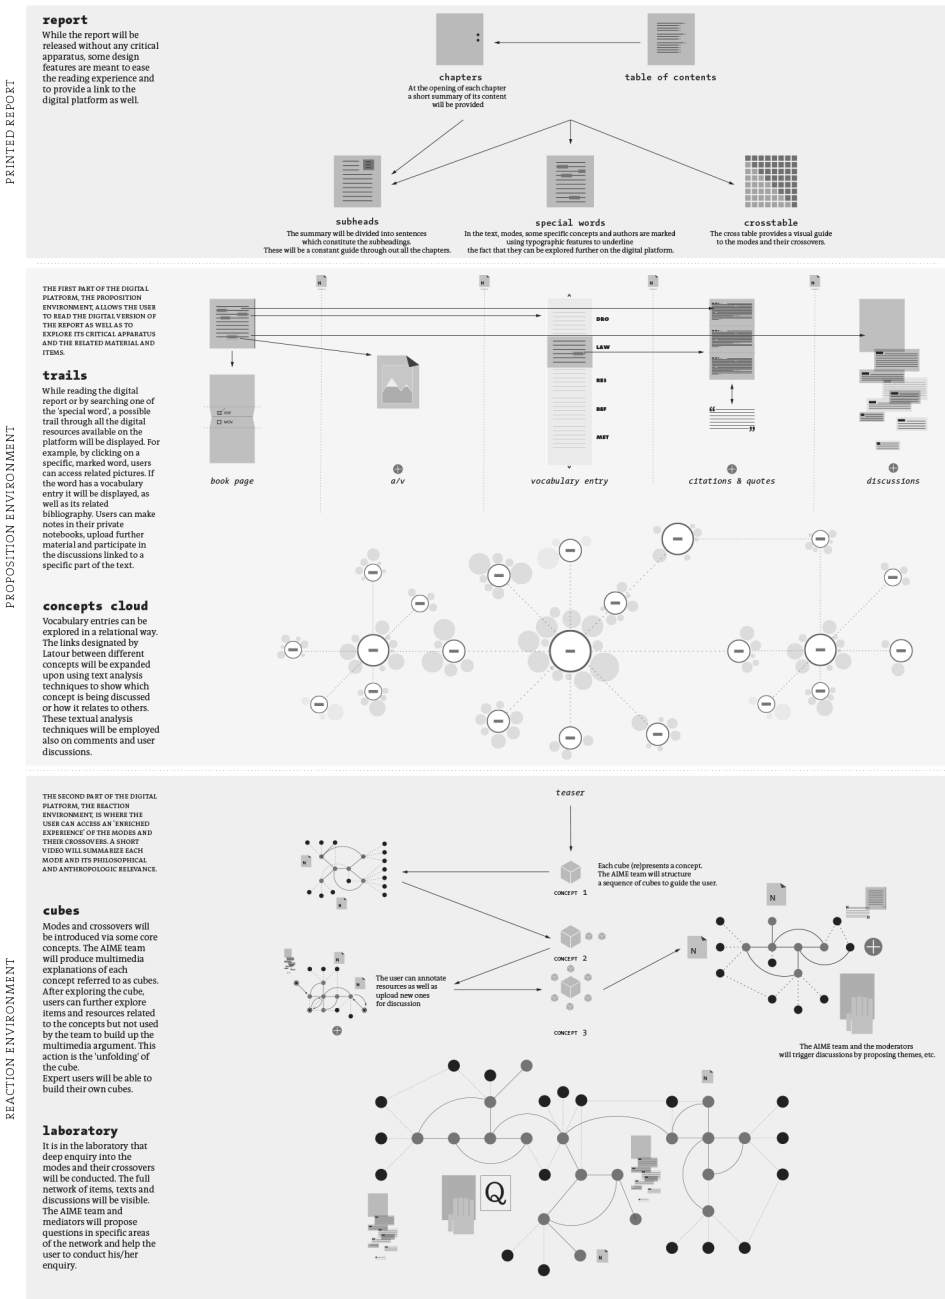 PRINTED REPORT
report
While the report will be
released without any critical
apparatus, some design
features are meant to ease
the reading experience and
to provide a link to the
digital platform as well.
chapters
At the opening of each chapter
a short summary of its content
will be provided
table of contents
subheads
The summary will be divided into sentences
which constitute the subheadings.
These will be a constant guide through out all the chapters.
special words
In the text, modes, some specific concepts and authors are marked
using typographic features to underline
the fact that they can be explored further on the digital platform.
crosstable
The cross table provides a visual guide
to the modes and their crossovers.
PROPOSITION ENVIRONMENT
THE FIRST PART OF THE DIGITAL
PLATFORM, THE PROPOSITION
ENVIRONMENT, ALLOWS THE USER
TO READ THE DIGITAL VERSION OF
THE REPORT AS WELL AS TO
EXPLORE ITS CRITICAL APPARATUS
AND THE RELATED MATERIAL AND
ITEMS.
trails
While reading the digital
report or by searching one of
the 'special word', a possible
trail through all the digital
resources available on the
platform will be displayed. For
example, by clicking on a
specific, marked word, users
can access related pictures. If
the word has a vocabulary
entry it will be displayed, as
well as its related
bibliography. Users can make
notes in their private
notebooks, upload further
material and participate in
the discussions linked to a
specific part of the text.
N
N
N
N
DRO
LAW
RES
REF
MET
MOV
book page
a/v
vocabulary entry
citations & quotes
discussions
concepts cloud
Vocabulary entries can be
explored in a relational way.
The links designated by
Latour between different
concepts will be expanded
upon using text analysis
techniques to show which
concept is being discussed
or how it relates to others.
These textual analysis
techniques will be employed
also on comments and user
discussions.
REACTION ENVIRONMENT
THE SECOND PART OF THE DIGITAL
PLATFORM, THE REACTION
ENVIRONMENT, IS WHERE THE
USER CAN ACCESS AN 'ENRICHED
EXPERIENCE' OF THE MODES AND
THEIR CROSSOVERS. A SHORT
VIDEO WILL SUMMARIZE EACH
MODE AND ITS PHILOSOPHICAL
AND ANTHROPOLOGIC RELEVANCE.
teaser
Each cube (re)presents a concept.
The AIME team will structure
a sequence of cubes to guide the user.
CONCEPT 1
N
N
CONCEPT 2
N
N
The user can annotate
resources as well as
upload new ones
for discussion
CONCEPT 3
N
N
The AIME team and the moderators
will trigger discussions by proposing themes, etc.
cubes
Modes and crossovers will
be introduced via some core
concepts. The AIME team
will produce multimedia
explanations of each
concept referred to as cubes.
After exploring the cube,
users can further explore
items and resources related
to the concepts but not used
by the team to build up the
multimedia argument. This
action is the 'unfolding' of
the cube.
Expert users will be able to
build their own cubes.
laboratory
It is in the laboratory that
deep enquiry into the
modes and their crossovers
will be conducted. The full
network of items, texts and
discussions will be visible.
The AIME team and
mediators will propose
questions in specific areas
of the network and help the
user to conduct his/her
enquiry.
N
Q
N